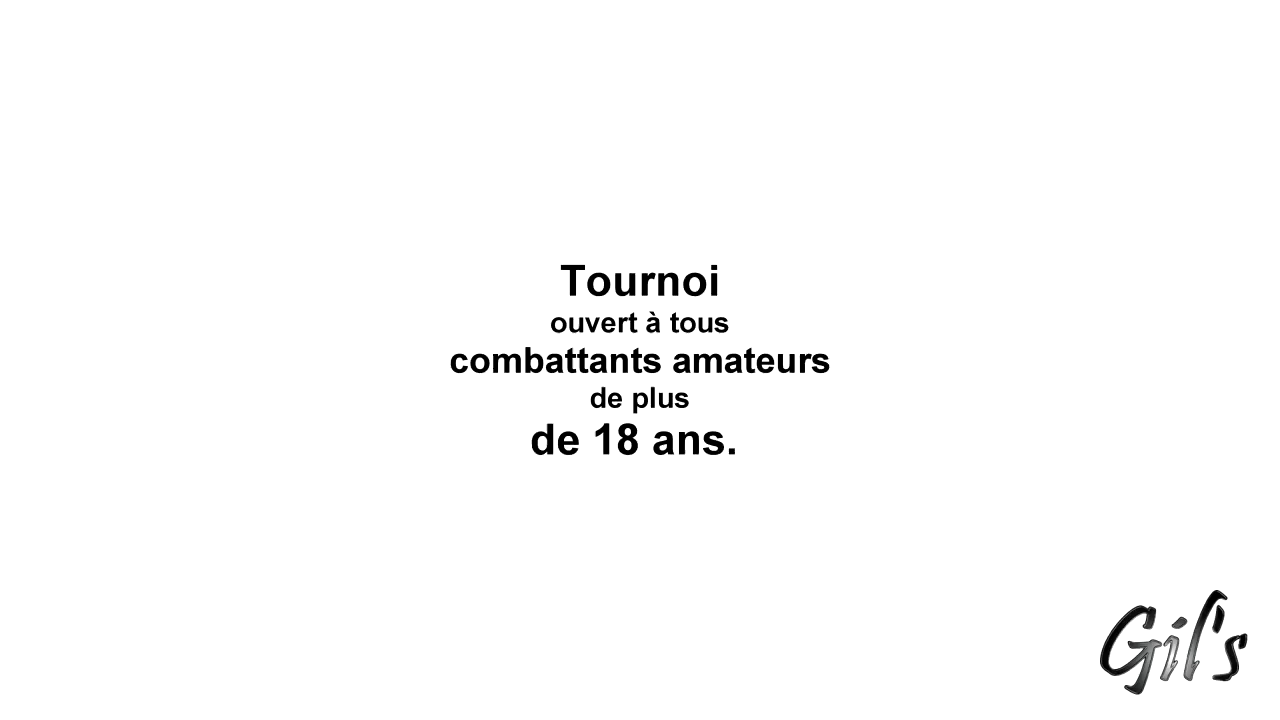 Tournoi
ouvert à tous
combattants amateurs
de plus
de 18 ans.
Gil's